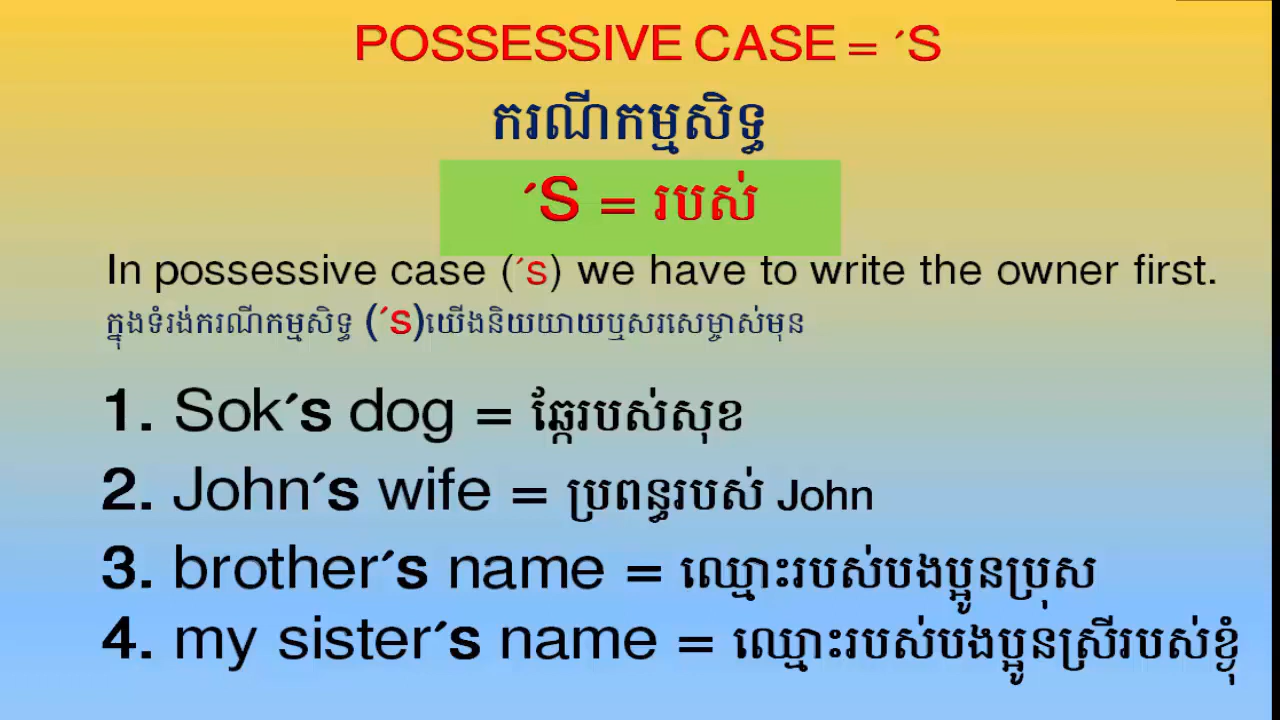 POSSESSIVE CASE = ´S
ករណីកម្មសិទ្ធ
´S = របស់
In possessive case (´s) we have to write the owner first.
ក្នុងទំរង់ករណីកម្មសិទ្ធ (´s)យើងនិយយាយឬសរសេម្ចាស់មុន
1. Sok´s dog = ឆ្កែរបស់សុខ
2. John´s wife = ប្រពន្ធរបស់ John
3. brother´s name = ឈ្មោះរបស់បងប្អូនប្រុស
4. my sister´s name = ឈ្មោះរបស់បងប្អូនស្រីរបស់ខ្ញុំ